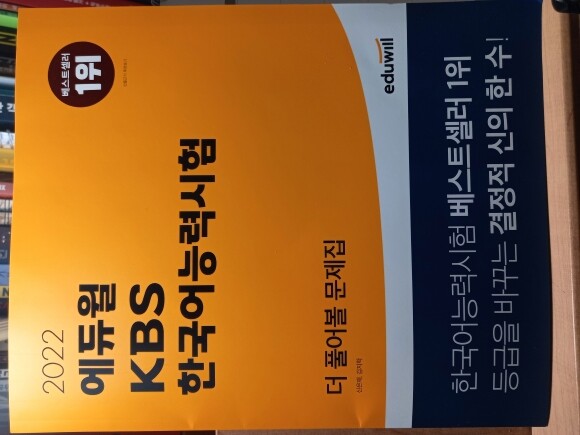 베스트셀러
1위
2022
에듀윌
KBS
한국어능력시험
더 풀어볼 문제집
eduwill
한국어능력시험 베스트셀러 1위
등급을 바꾸는 결정적 신의 한 수!